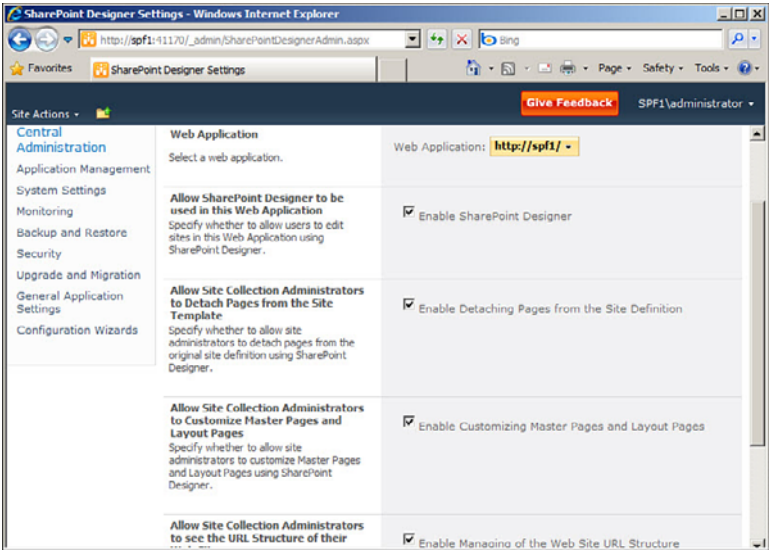 SharePoint Designer Settings - Windows Internet Explorer
http://spf1:41170/_admin/SharePointDesignerAdmin.aspx
Bing
Favorites
SharePoint Designer Settings
Page
Safety
Tools
Site Actions
Give Feedback
SPF1\administrator
Central
Administration
Application Management
System Settings
Monitoring
Backup and Restore
Security
Upgrade and Migration
General Application
Settings
Configuration Wizards
Web Application
Select a web application.
Web Application: http://spf1/
Allow SharePoint Designer to be
used in this Web Application
Specify whether to allow users to edit
sites in this Web Application using
SharePoint Designer.
Enable SharePoint Designer
Allow Site Collection Administrators
to Detach Pages from the Site
Template
Specify whether to allow site
administrators to detach pages from the
original site definition using SharePoint
Designer.
Enable Detaching Pages from the Site Definition
Allow Site Collection Administrators
to Customize Master Pages and
Layout Pages
Specify whether to allow site
administrators to customize Master Pages
and Layout Pages using SharePoint
Designer.
Enable Customizing Master Pages and Layout Pages
Allow Site Collection Administrators
to see the URL Structure of their
Enable Managing of the Web Site URL Structure